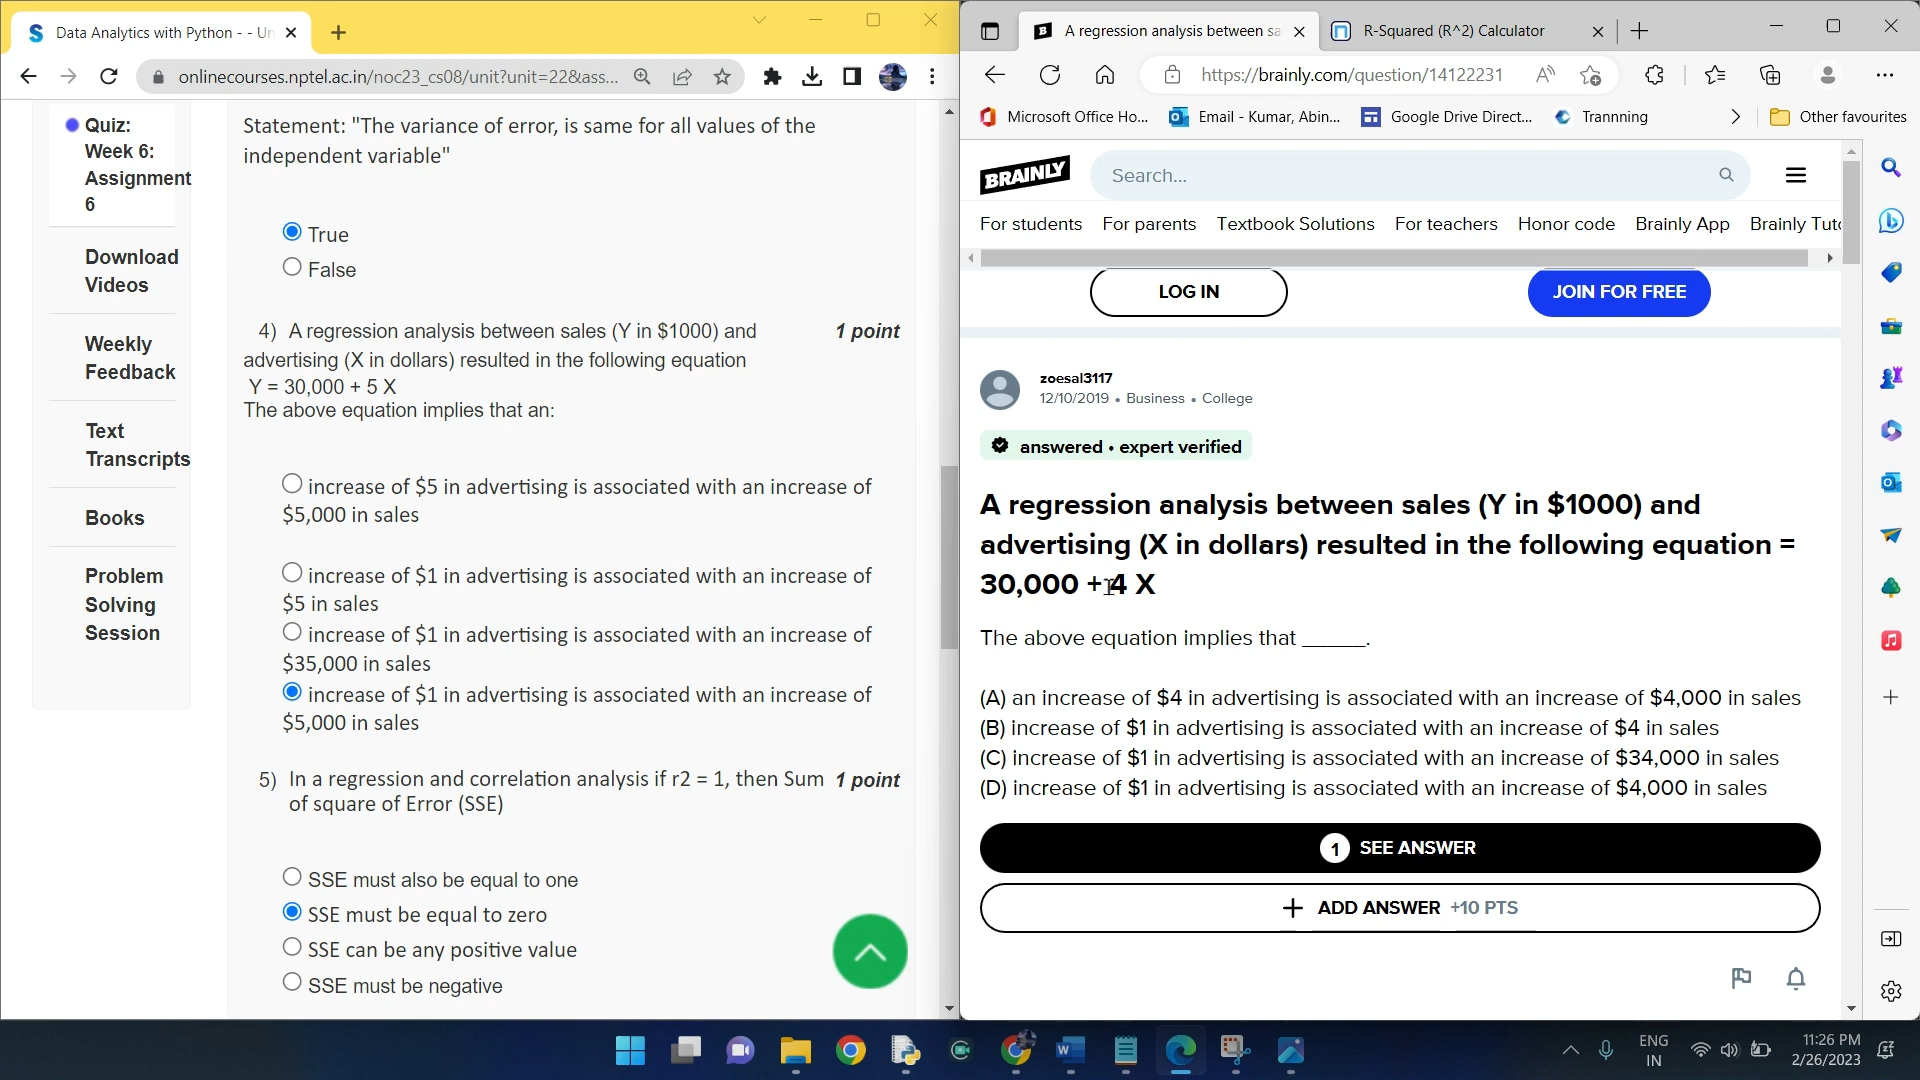 Data Analytics with Python - - Un
onlinecourses.nptel.ac.in/noc23_cs08/unit?unit=22&ass...
Quiz:
Week 6:
Assignment
6
Download
Videos
Weekly
Feedback
Text
Transcripts
Books
Problem
Solving
Session
Statement: "The variance of error, is same for all values of the
independent variable"
True
False
4) A regression analysis between sales (Y in $1000) and 1 point
advertising (X in dollars) resulted in the following equation
Y = 30,000 + 5 X
The above equation implies that an:
increase of $5 in advertising is associated with an increase of
$5,000 in sales
increase of $1 in advertising is associated with an increase of
$5 in sales
increase of $1 in advertising is associated with an increase of
$35,000 in sales
increase of $1 in advertising is associated with an increase of
$5,000 in sales
5) In a regression and correlation analysis if r2 = 1, then Sum 1 point
of square of Error (SSE)
SSE must also be equal to one
SSE must be equal to zero
SSE can be any positive value
SSE must be negative
A regression analysis between sa
R-Squared (R^2) Calculator
https://brainly.com/question/14122231
Microsoft Office Ho... Email - Kumar, Abin... Google Drive Direct... Trannning Other favourites
BRAINLY
Search...
For students For parents Textbook Solutions For teachers Honor code Brainly App Brainly Tut
LOG IN JOIN FOR FREE
zoesal3117
12/10/2019 • Business • College
answered • expert verified
A regression analysis between sales (Y in $1000) and
advertising (X in dollars) resulted in the following equation =
30,000 + 4 X
The above equation implies that _____.
(A) an increase of $4 in advertising is associated with an increase of $4,000 in sales
(B) increase of $1 in advertising is associated with an increase of $4 in sales
(C) increase of $1 in advertising is associated with an increase of $34,000 in sales
(D) increase of $1 in advertising is associated with an increase of $4,000 in sales
1 SEE ANSWER
ADD ANSWER +10 PTS
ENG
IN
11:26 PM
2/26/2023